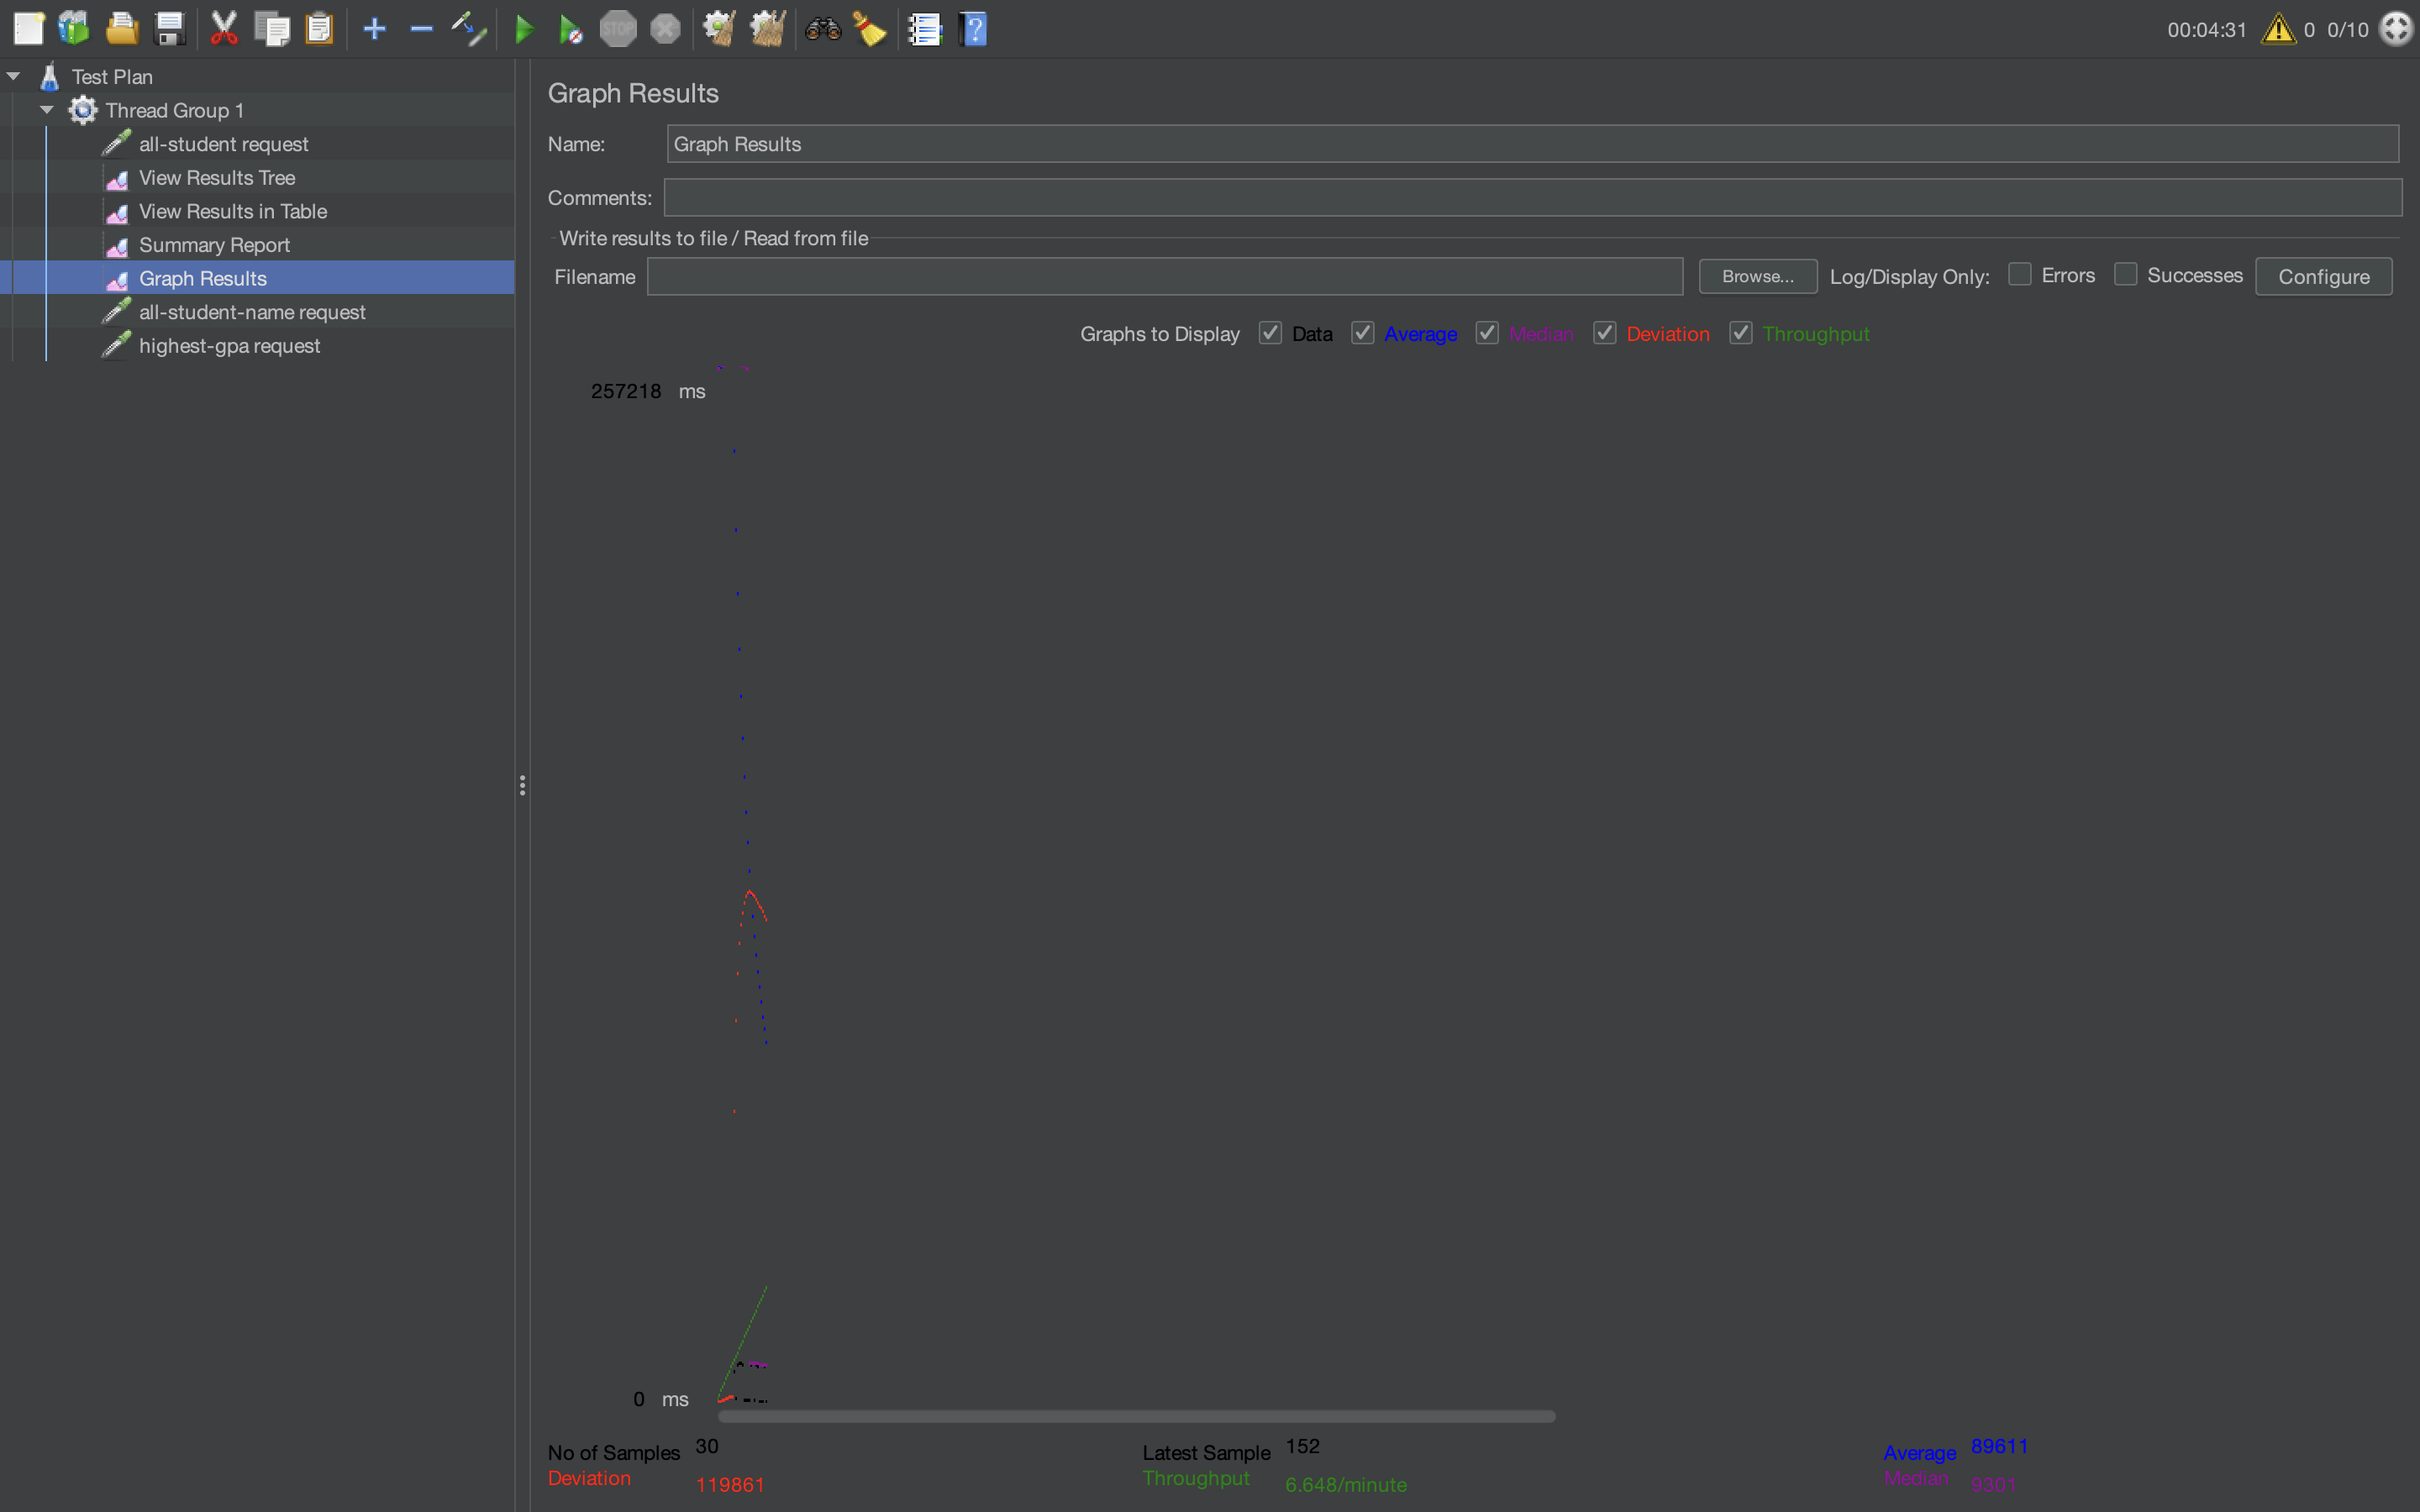 00:04:31 0 0/10
STOP
Test Plan
Thread Group 1
all-student request
View Results Tree
View Results in Table
Summary Report
Graph Results
all-student-name request
highest-gpa request
Graph Results
Name: Graph Results
Comments:
Write results to file / Read from file
Filename Browse... Log/Display Only: Errors Successes Configure
Graphs to Display Data Average Median Deviation Throughput
257218 ms
0 ms
No of Samples 30 Latest Sample 152 Average 89611
Deviation 119861 Throughput 6.648/minute Median 9301